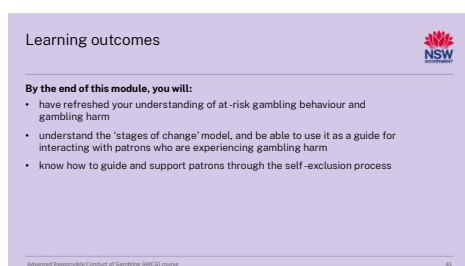 Learning outcomes
NSW
GOVERNMENT
By the end of this module, you will:
• have refreshed your understanding of at -risk gambling behaviour and
gambling harm
• understand the ‘stages of change’ model, and be able to use it as a guide for
interacting with patrons who are experiencing gambling harm
• know how to guide and support patrons through the self -exclusion process
Advanced Responsible Conduct of Gambling (ARCG) course
41